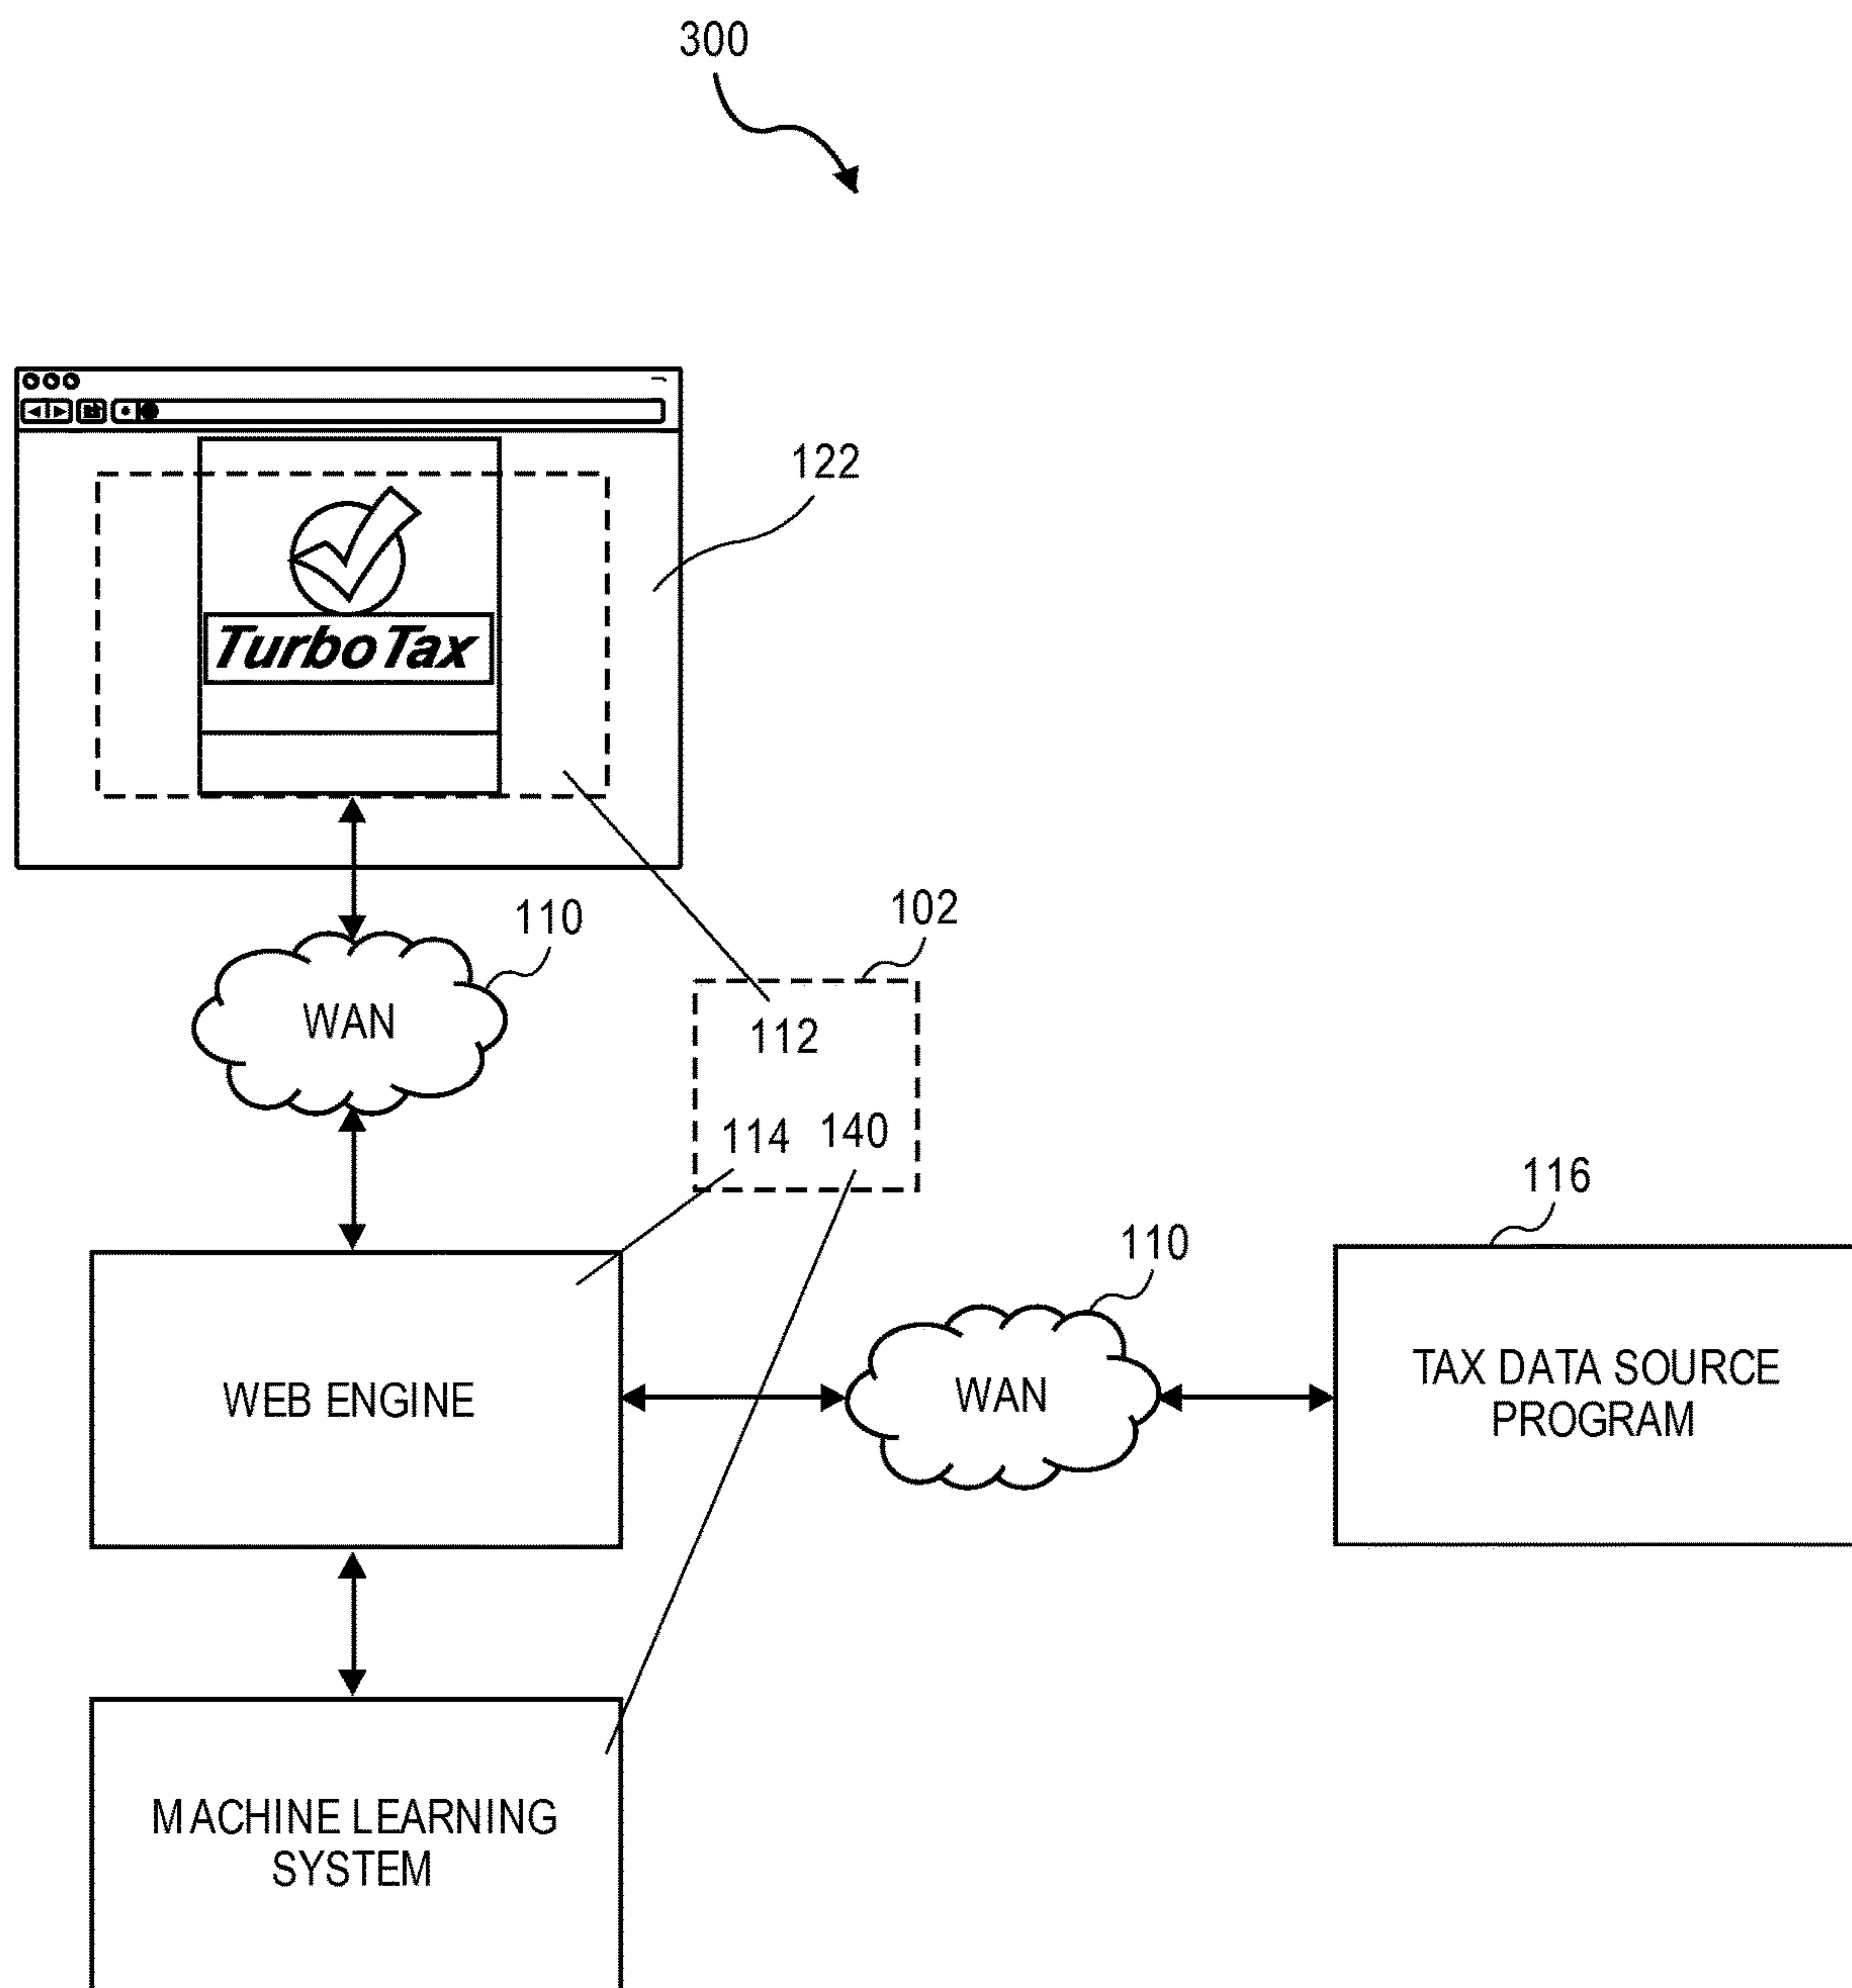 300
122
TurboTax
110
102
WAN
112
114 140
116
110
WEB ENGINE
WAN
TAX DATA SOURCE
PROGRAM
MACHINE LEARNING
SYSTEM